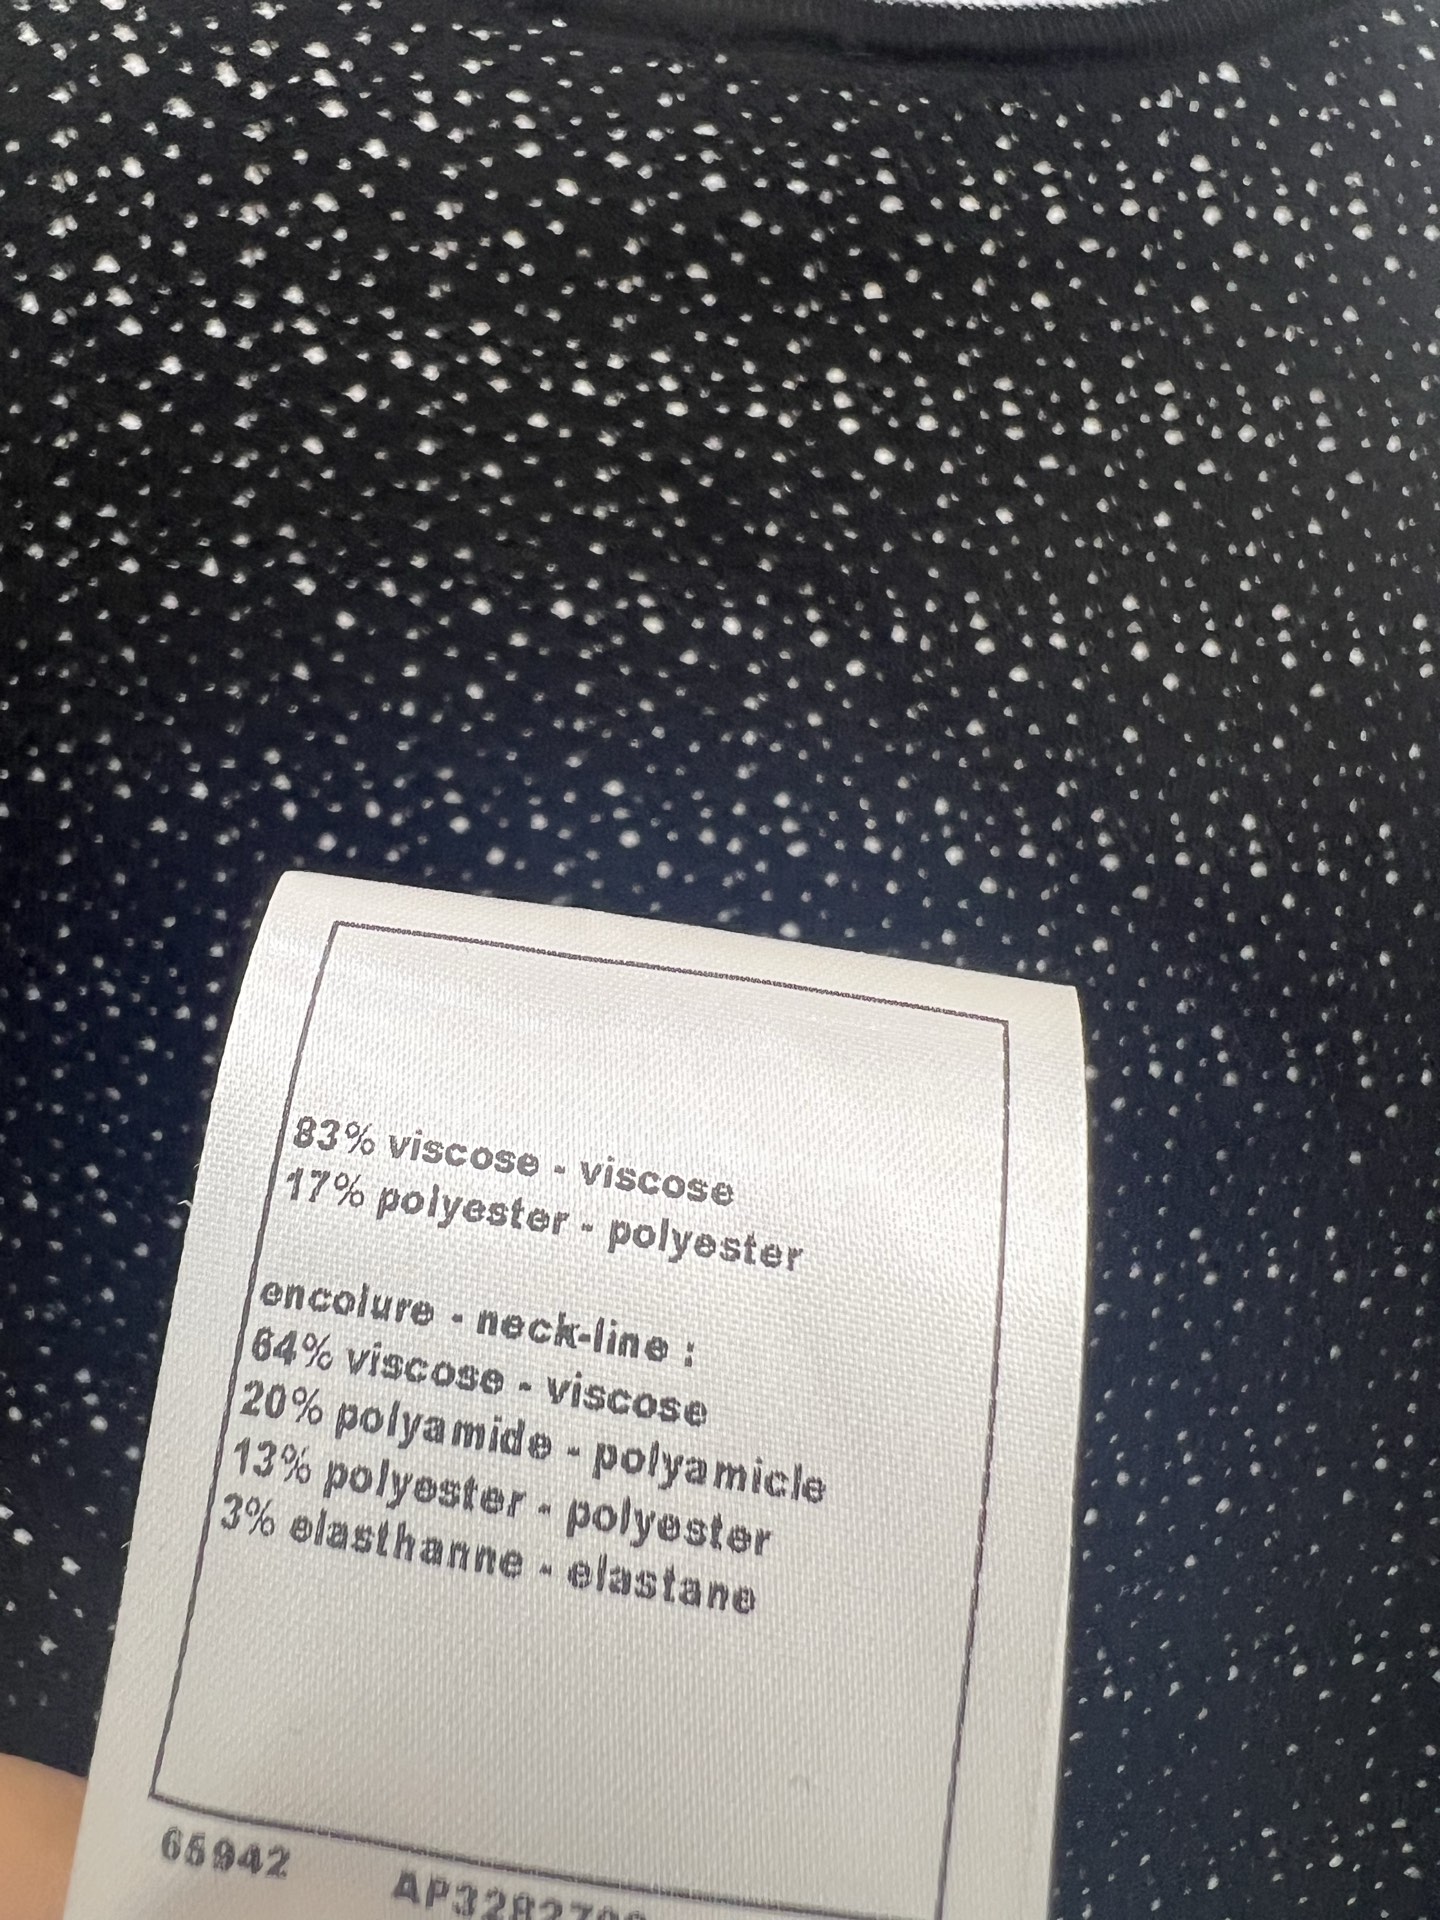 83% viscose - viscose
17% polyester - polyester
encolure - neck-line :
64% viscose - viscose
20% polyamide - polyamicle
13% polyester - polyester
3% elasthanne - elastane
65942